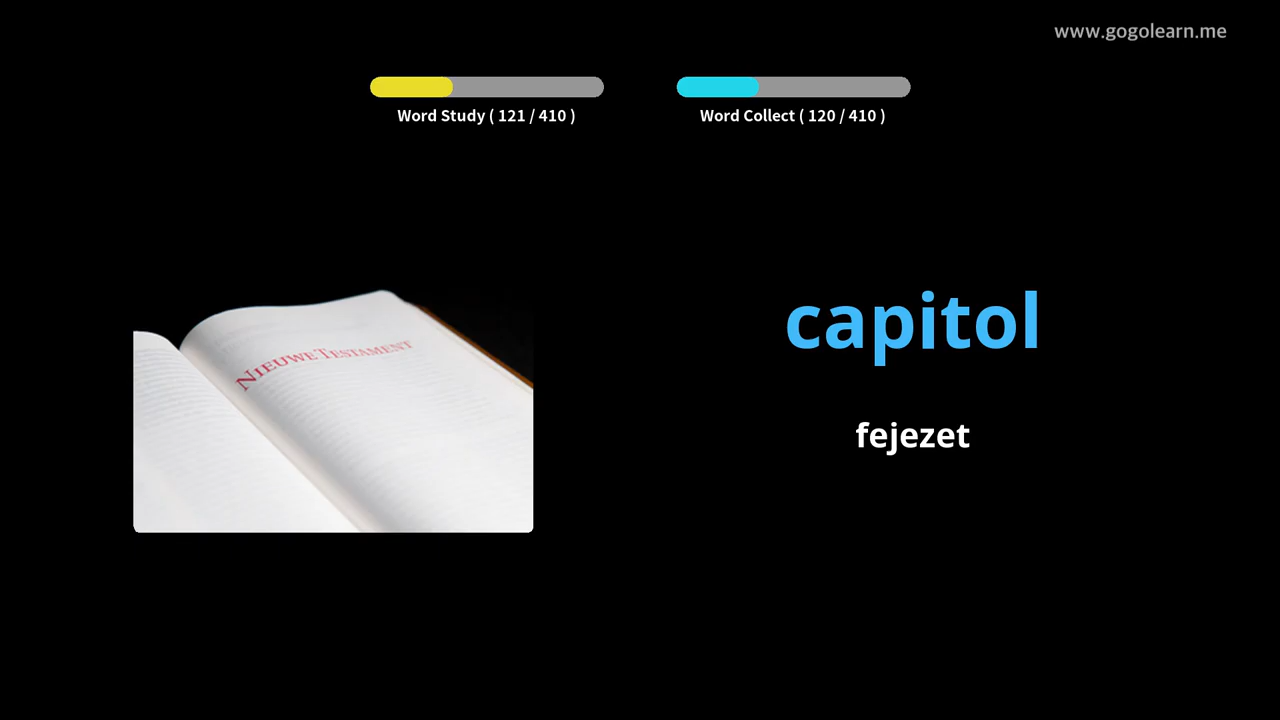 www.gogolearn.me
Word Study ( 121 / 410 )
Word Collect ( 120 / 410 )
NIEUWE TESTAMENT
capitol
fejezet